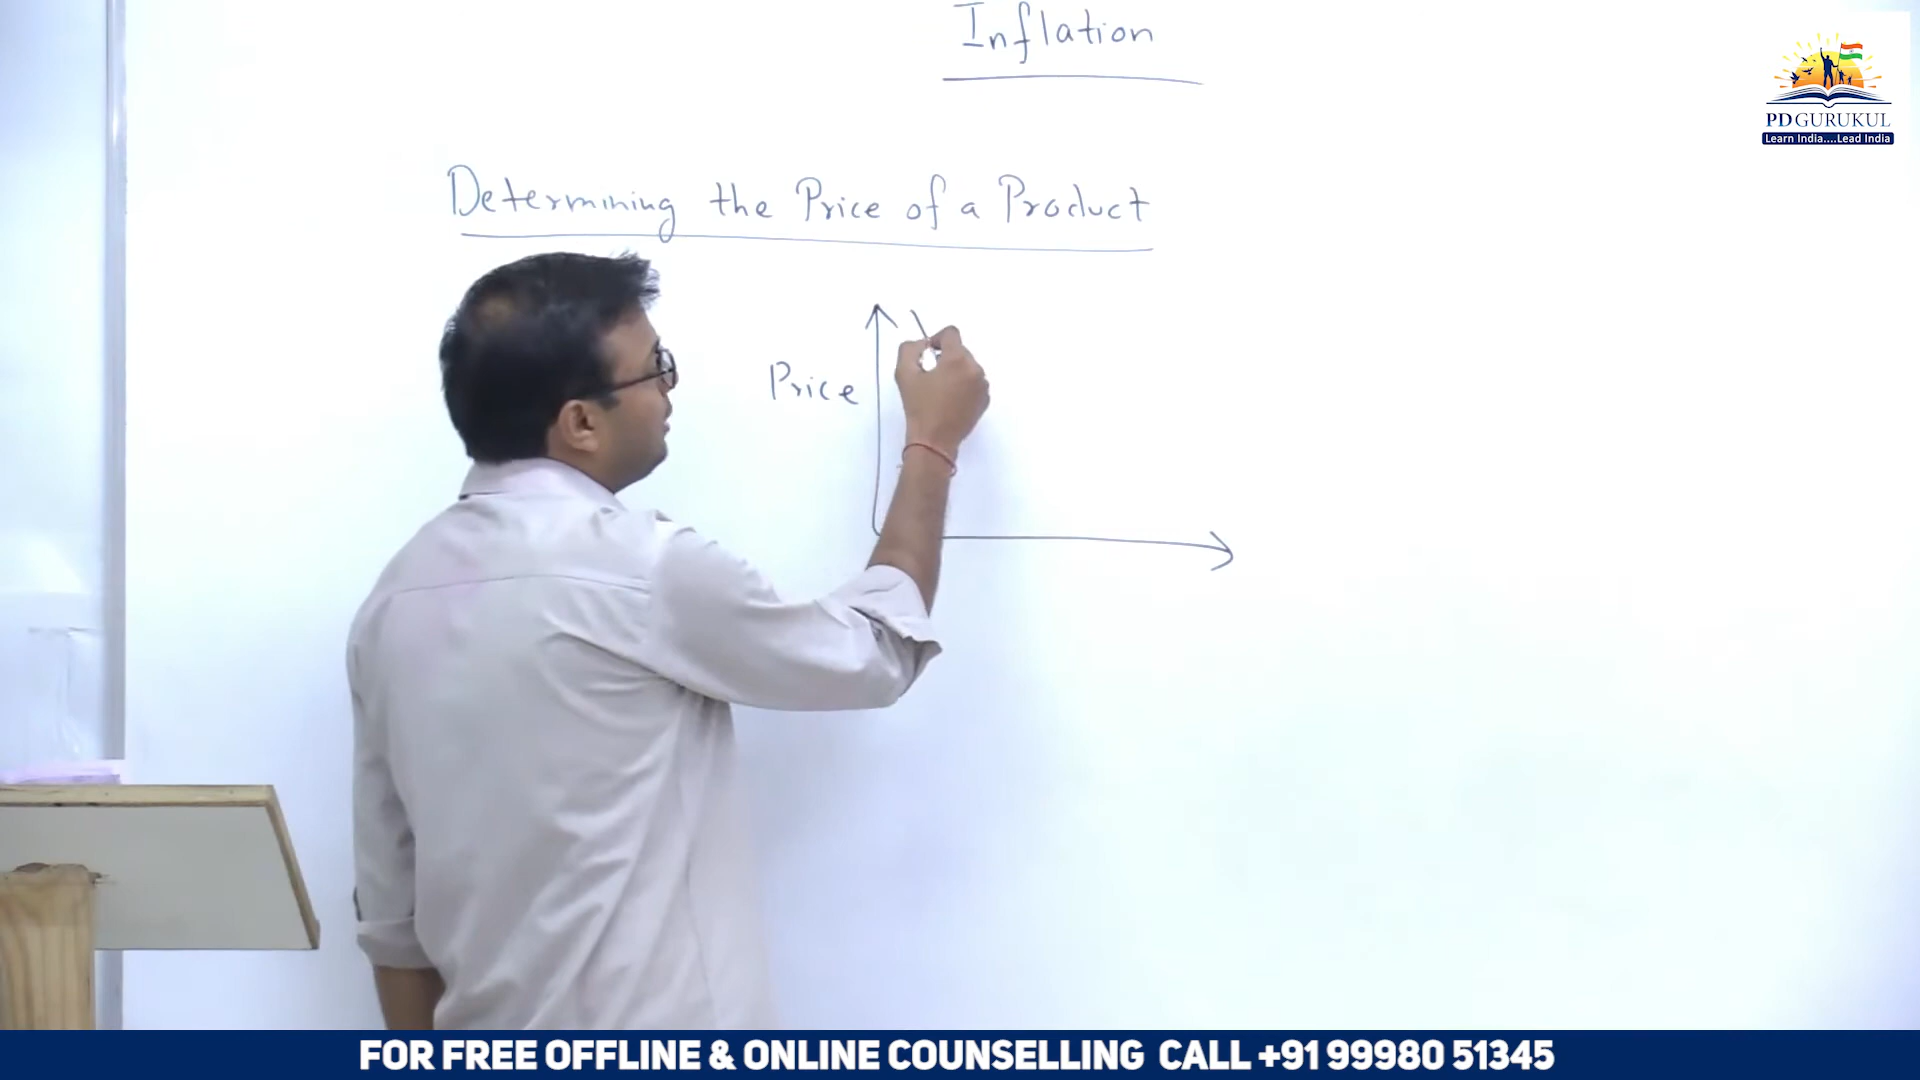 Inflation
PD GURUKUL
Learn India....Lead India
Determining the Price of a Product
Price
FOR FREE OFFLINE & ONLINE COUNSELLING CALL +91 99980 51345